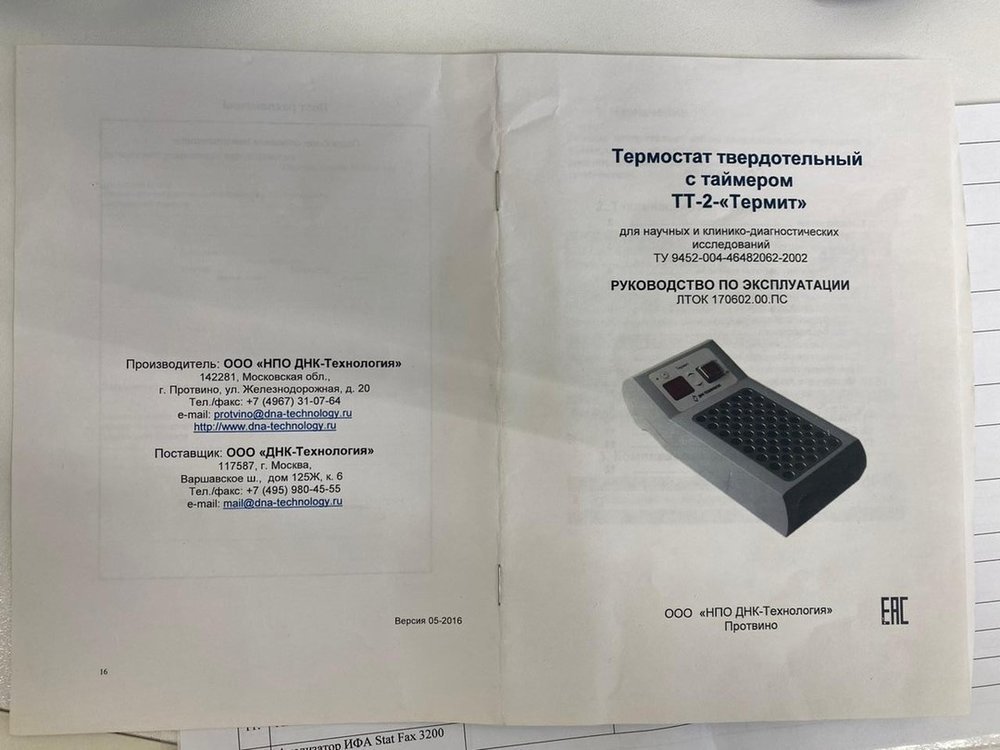 Производитель: ООО «НПО ДНК-Технология»
142281, Московская обл.,
г. Протвино, ул. Железнодорожная, д. 20
Тел./факс: +7 (4967) 31-07-64
e-mail: protvino@dna-technology.ru
http://www.dna-technology.ru
Поставщик: ООО «ДНК-Технология»
117587, г. Москва,
Варшавское ш., дом 125Ж, к. 6
Тел./факс: +7 (495) 980-45-55
e-mail: mail@dna-technology.ru
Версия 05-2016
16
Термостат твердотельный
с таймером
ТТ-2-«Термит»
для научных и клинико-диагностических
исследований
ТУ 9452-004-46482062-2002
РУКОВОДСТВО ПО ЭКСПЛУАТАЦИИ
ЛТОК 170602.00.ПС
ООО «НПО ДНК-Технология»
Протвино
EAC
ИФА Stat Fax 3200